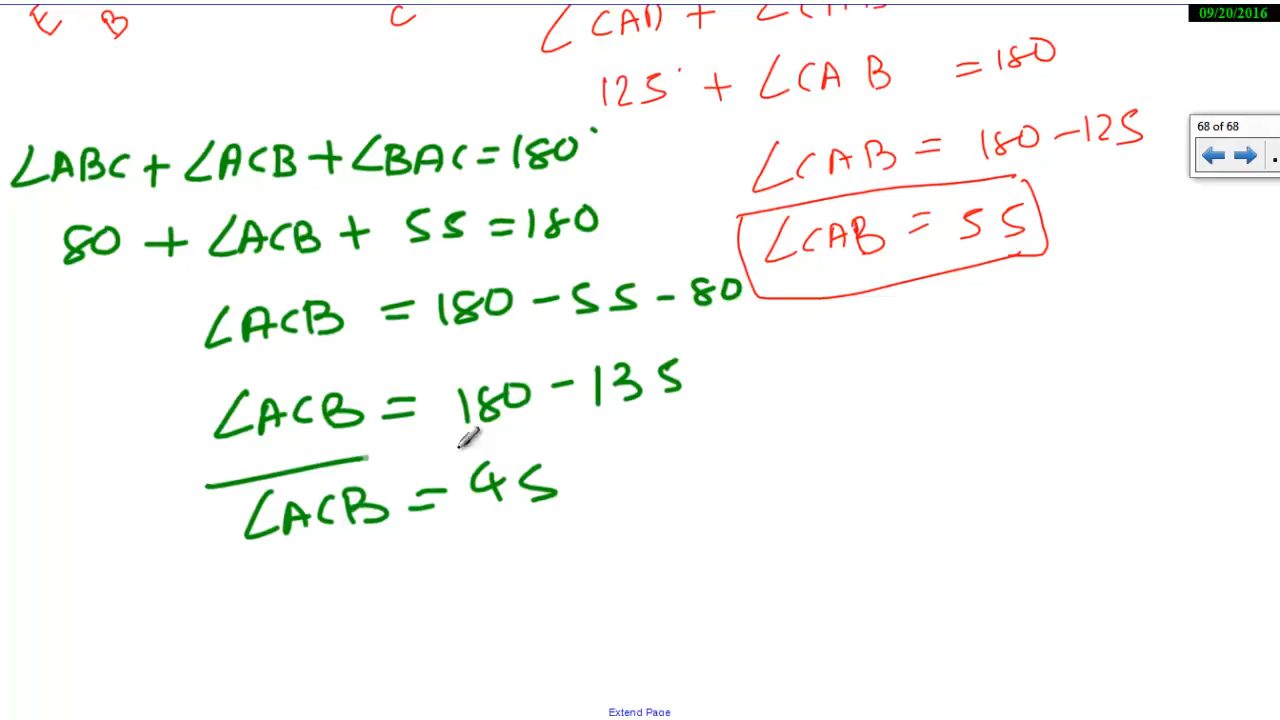 09/20/2016
E B C
∠CAD + 
125° + ∠CAB = 180
∠CAB = 180 - 125
∠CAB = 55
68 of 68
∠ABC + ∠ACB + ∠BAC = 180°
80 + ∠ACB + 55 = 180
∠ACB = 180 - 55 - 80
∠ACB = 180 - 135
∠ACB = 45
Extend Page